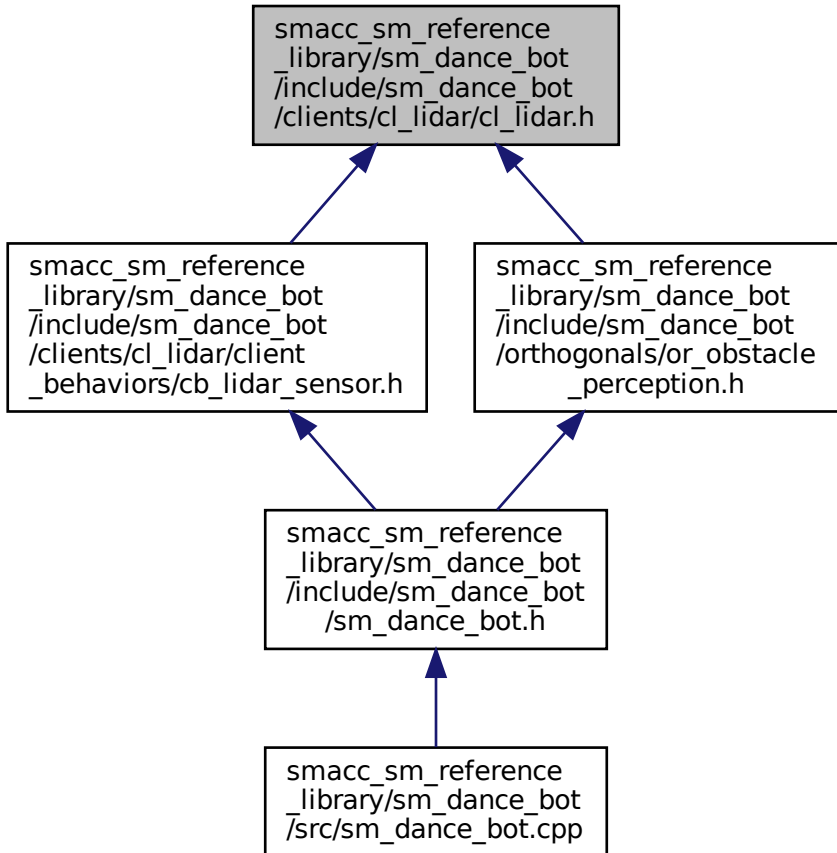 smacc_sm_reference
_library/sm_dance_bot
/include/sm_dance_bot
/clients/cl_lidar/cl_lidar.h
smacc_sm_reference
_library/sm_dance_bot
/include/sm_dance_bot
/clients/cl_lidar/client
_behaviors/cb_lidar_sensor.h
smacc_sm_reference
_library/sm_dance_bot
/include/sm_dance_bot
/orthogonals/or_obstacle
_perception.h
smacc_sm_reference
_library/sm_dance_bot
/include/sm_dance_bot
/sm_dance_bot.h
smacc_sm_reference
_library/sm_dance_bot
/src/sm_dance_bot.cpp